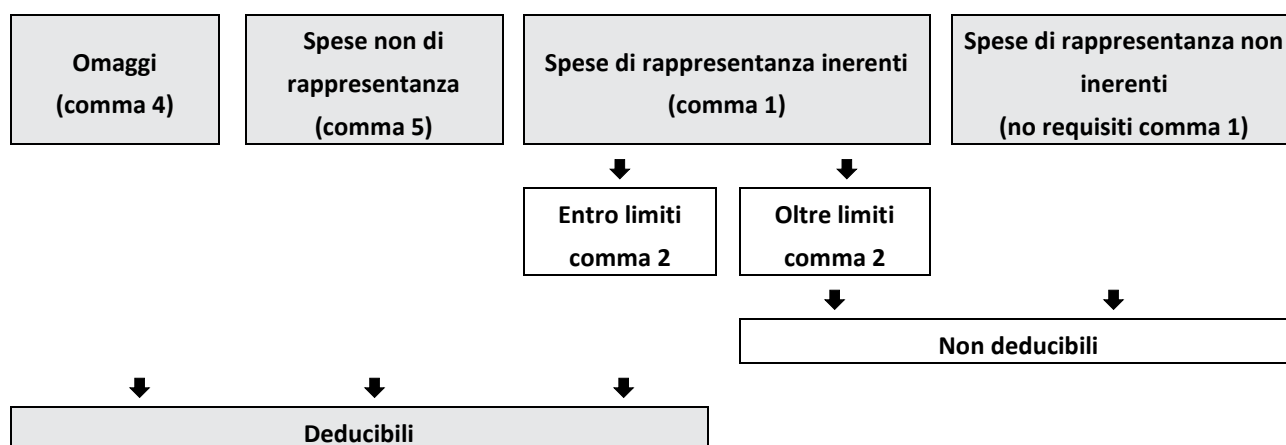 Omaggi
(comma 4)
Spese non di
rappresentanza
(comma 5)
Spese di rappresentanza inerenti
(comma 1)
Spese di rappresentanza non
inerenti
(no requisiti comma 1)
Entro limiti
comma 2
Oltre limiti
comma 2
Non deducibili
Deducibili